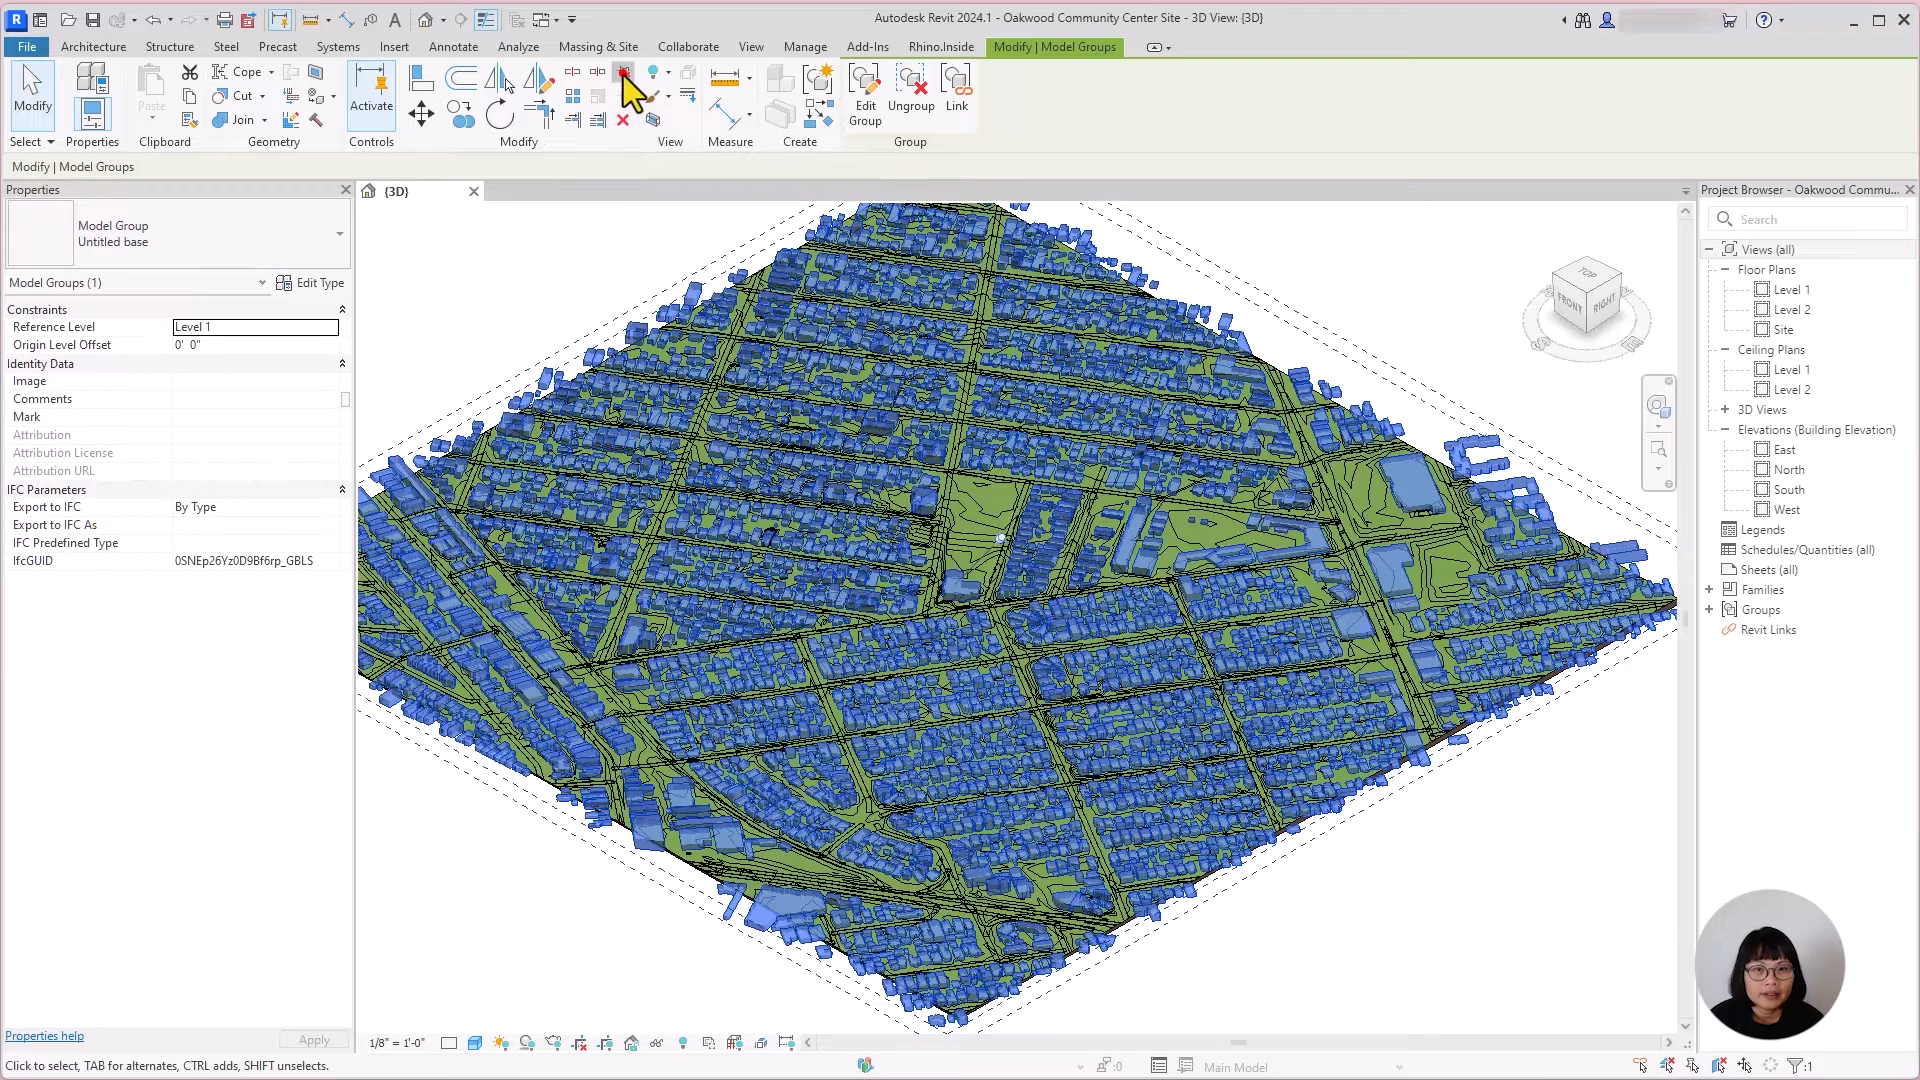 Autodesk Revit 2024.1 - Oakwood Community Center Site - 3D View: {3D}
File Architecture Structure Steel Precast Systems Insert Annotate Analyze Massing & Site Collaborate View Manage Add-Ins Rhino.Inside Modify | Model Groups
Modify
Paste
Cope
Cut
Join
Activate
Edit
Group
Ungroup
Link
Select Properties Clipboard Geometry Controls Modify View Measure Create Group
Modify | Model Groups
Properties
Model Group
Untitled base
Model Groups (1)
Edit Type
Constraints
Reference Level Level 1
Origin Level Offset 0' 0"
Identity Data
Image
Comments
Mark
Attribution
Attribution License
Attribution URL
IFC Parameters
Export to IFC By Type
Export to IFC As
IFC Predefined Type
IfcGUID 0SNEp26Yz0D9Bf6rp_GBLS
Properties help
Apply
{3D}
TOP
FRONT
RIGHT
Project Browser - Oakwood Commu...
Search
Views (all)
Floor Plans
Level 1
Level 2
Site
Ceiling Plans
Level 1
Level 2
3D Views
Elevations (Building Elevation)
East
North
South
West
Legends
Schedules/Quantities (all)
Sheets (all)
Families
Groups
Revit Links
1/8" = 1'-0"
Click to select, TAB for alternates, CTRL adds, SHIFT unselects.
:0
Main Model
:1